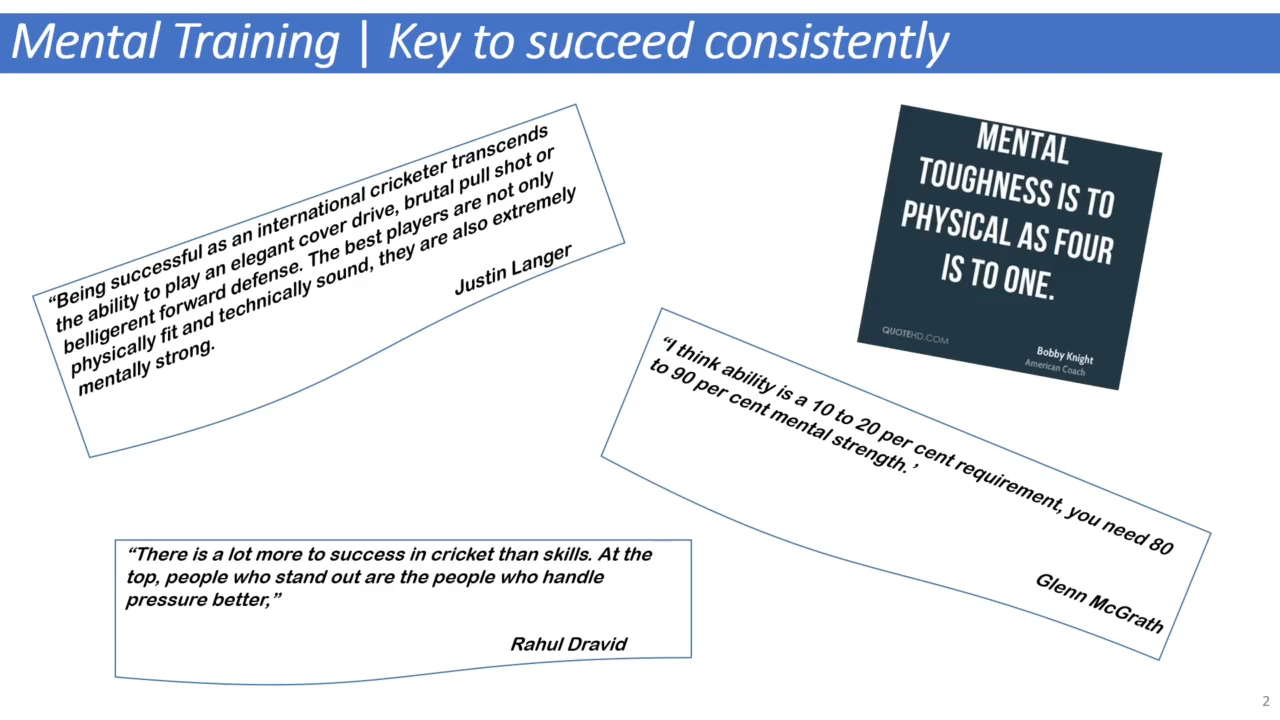 Mental Training | Key to succeed consistently
“Being successful as an international cricketer transcends
the ability to play an elegant cover drive, brutal pull shot or
belligerent forward defense. The best players are not only
physically fit and technically sound, they are also extremely
mentally strong.
Justin Langer
MENTAL
TOUGHNESS IS TO
PHYSICAL AS FOUR
IS TO ONE.
QUOTEHD.COM
Bobby Knight
American Coach
“I think ability is a 10 to 20 per cent requirement, you need 80
to 90 per cent mental strength.’
Glenn McGrath
“There is a lot more to success in cricket than skills. At the
top, people who stand out are the people who handle
pressure better,”
Rahul Dravid
2